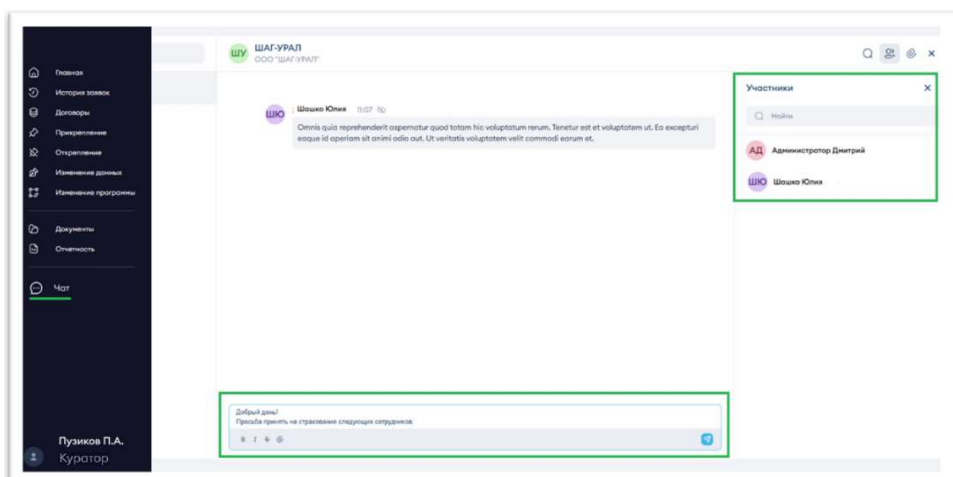 Главная
История заявок
Договоры
Прикрепление
Открепление
Изменение данных
Изменение программы
Документы
Отчетность
Чат
Пузиков П.А.
Куратор
ШУ
ШАГ-УРАЛ
ООО "ШАГ-УРАЛ"
ШЮ
Шашко Юлия 11:07
Omnis quia reprehenderit aspernatur quod totam hic voluptatum rerum. Tenetur est et voluptatem ut. Ea excepturi
eaque id aperiam sit animi odio aut. Ut veritatis voluptatem velit commodi earum et.
Добрый день!
Просьба принять на страхование следующих сотрудников:
Участники
Найти
АД Администратор Дмитрий
ШЮ Шашко Юлия